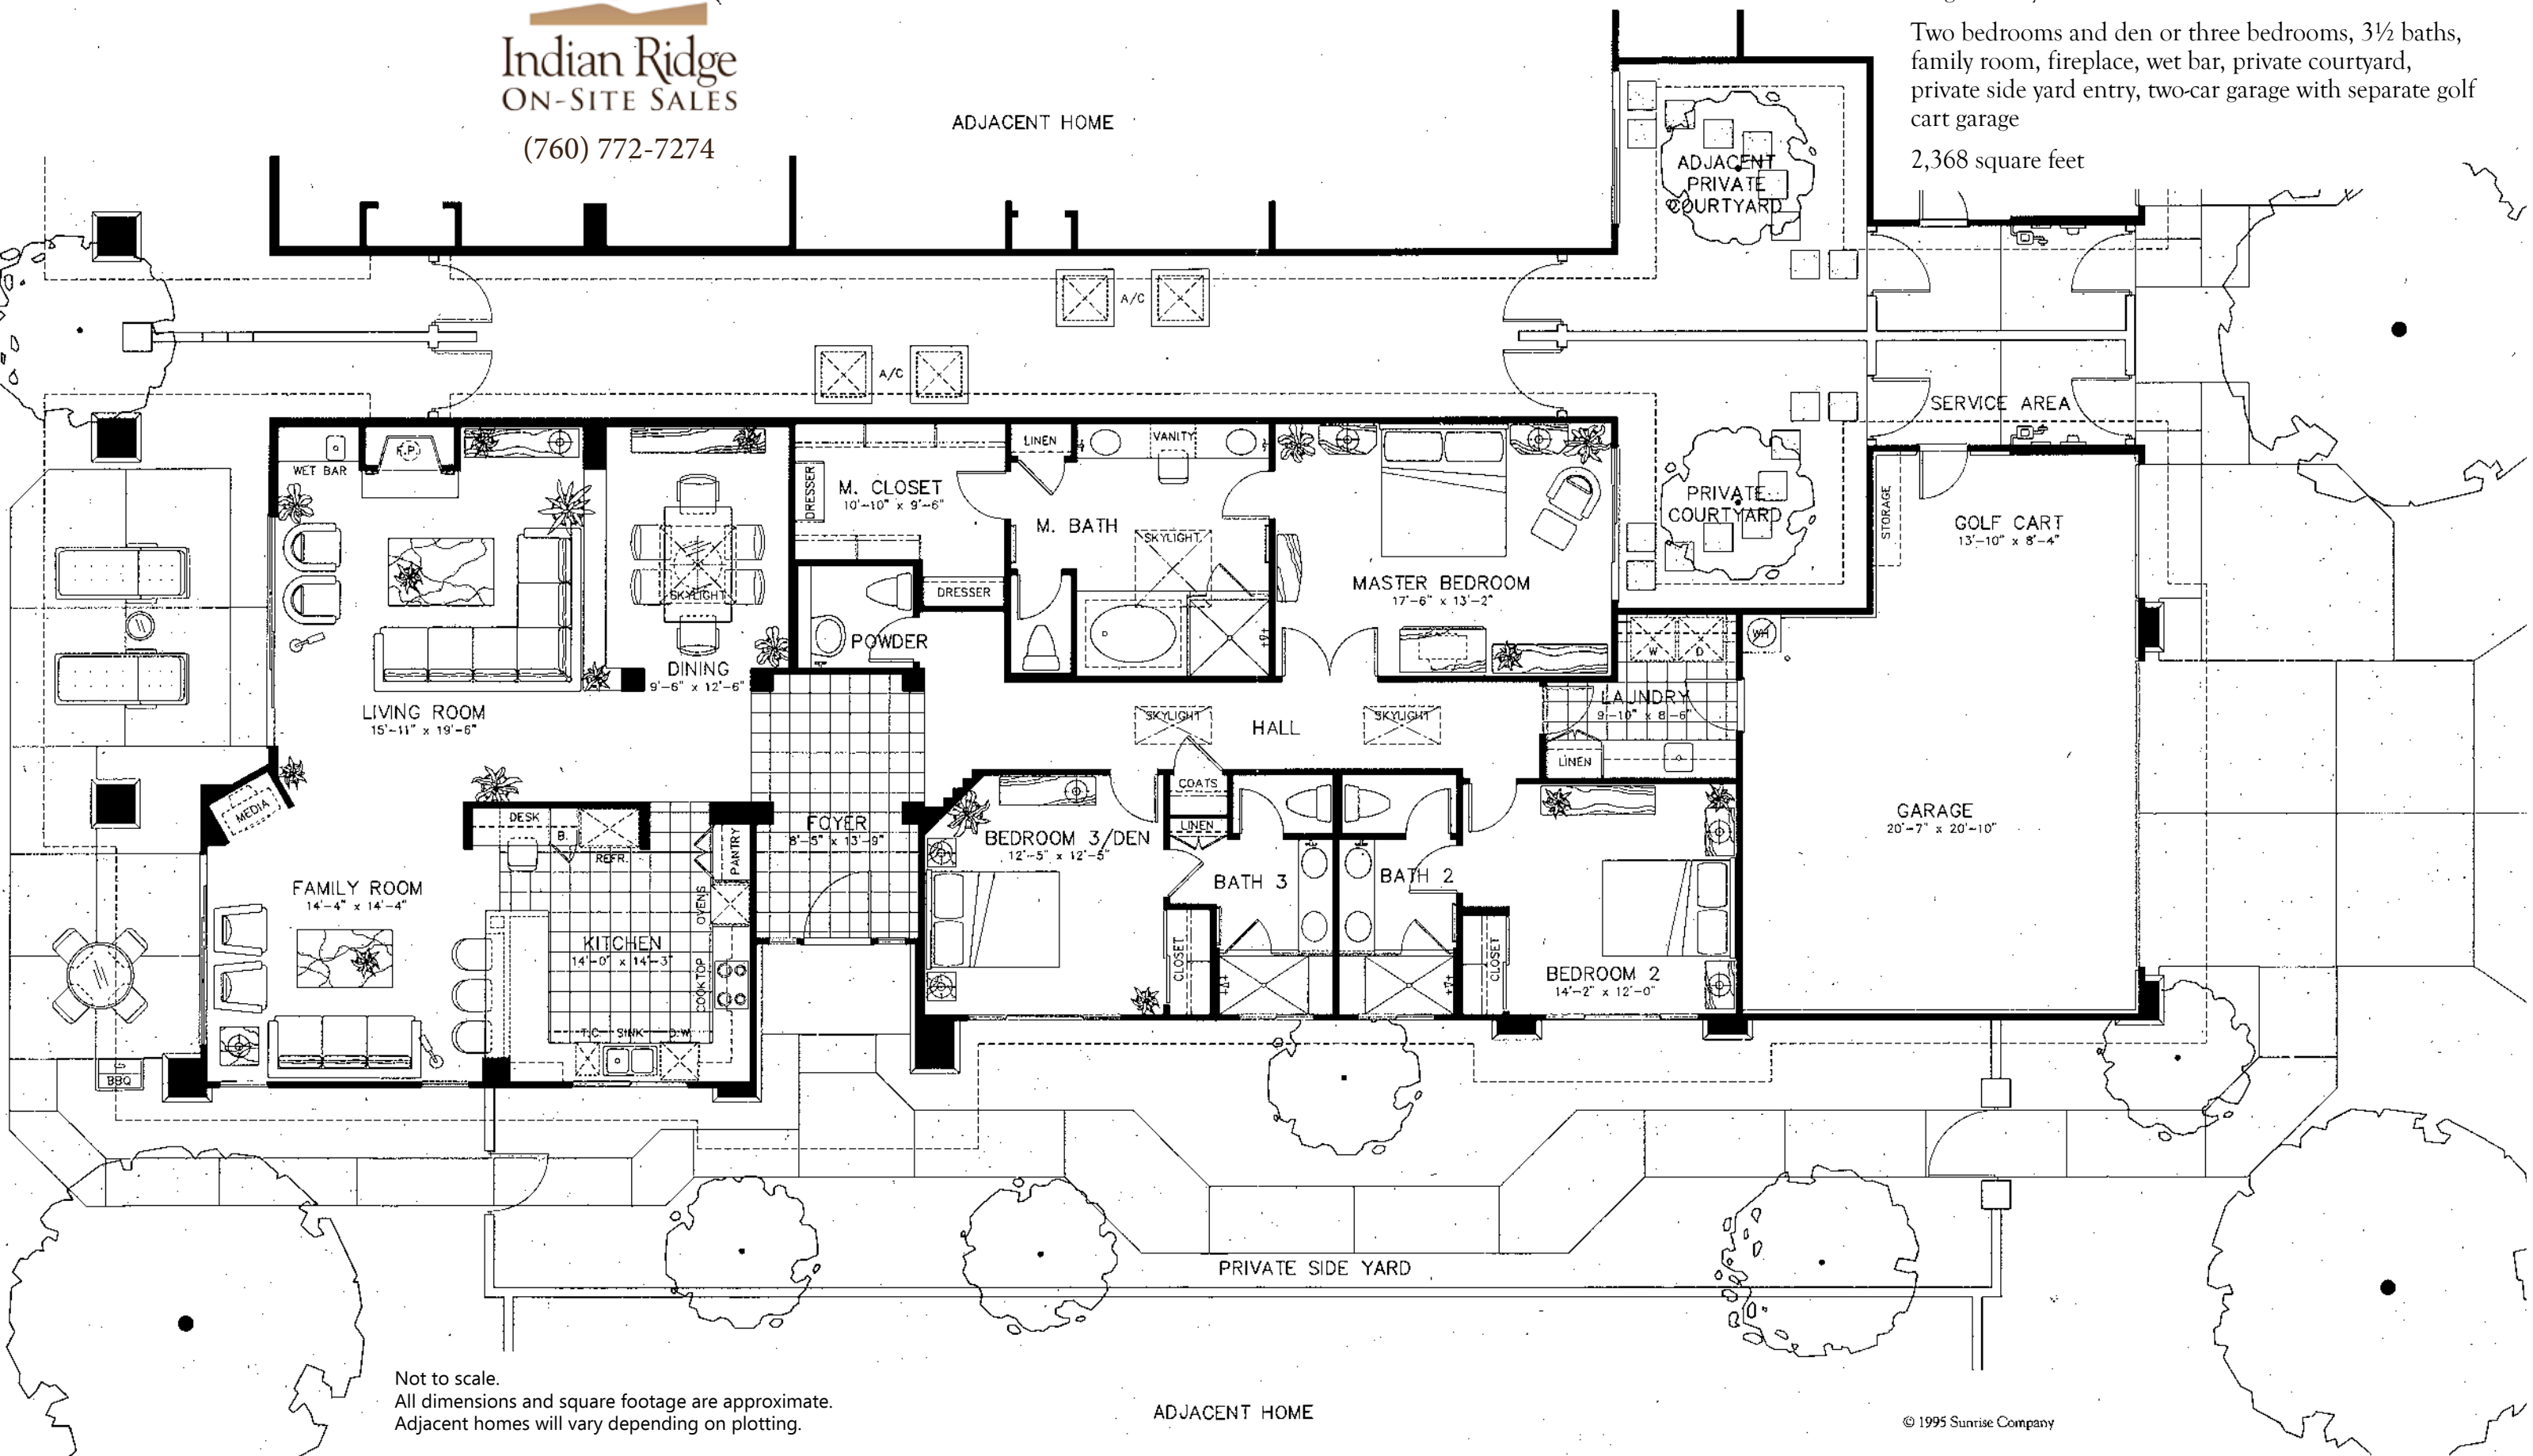 Indian Ridge
ON-SITE SALES
(760) 772-7274
Two bedrooms and den or three bedrooms, 3½ baths,
family room, fireplace, wet bar, private courtyard,
private side yard entry, two-car garage with separate golf
cart garage
2,368 square feet
ADJACENT HOME
ADJACENT
PRIVATE
COURTYARD
A/C
A/C
SERVICE AREA
WET BAR
F.P.
LINEN
VANITY
DRESSER
M. CLOSET
10'-10" x 9'-6"
M. BATH
SKYLIGHT
PRIVATE
COURTYARD
STORAGE
GOLF CART
13'-10" x 8'-4"
SKYLIGHT
DRESSER
MASTER BEDROOM
17'-6" x 13'-2"
POWDER
DINING
9'-6" x 12'-6"
W
D
WH
LIVING ROOM
15'-11" x 19'-6"
SKYLIGHT
HALL
SKYLIGHT
LAUNDRY
9'-10" x 8'-6"
LINEN
MEDIA
DESK
B.
REFR.
PANTRY
FOYER
8'-5" x 13'-9"
COATS
LINEN
BEDROOM 3/DEN
12'-5" x 12'-5"
GARAGE
20'-7" x 20'-10"
FAMILY ROOM
14'-4" x 14'-4"
OVENS
BATH 3
BATH 2
KITCHEN
14'-0" x 14'-3"
COOKTOP
CLOSET
CLOSET
BEDROOM 2
14'-2" x 12'-0"
T.C.
SINK
D.W.
BBQ
PRIVATE SIDE YARD
Not to scale.
All dimensions and square footage are approximate.
Adjacent homes will vary depending on plotting.
ADJACENT HOME
© 1995 Sunrise Company